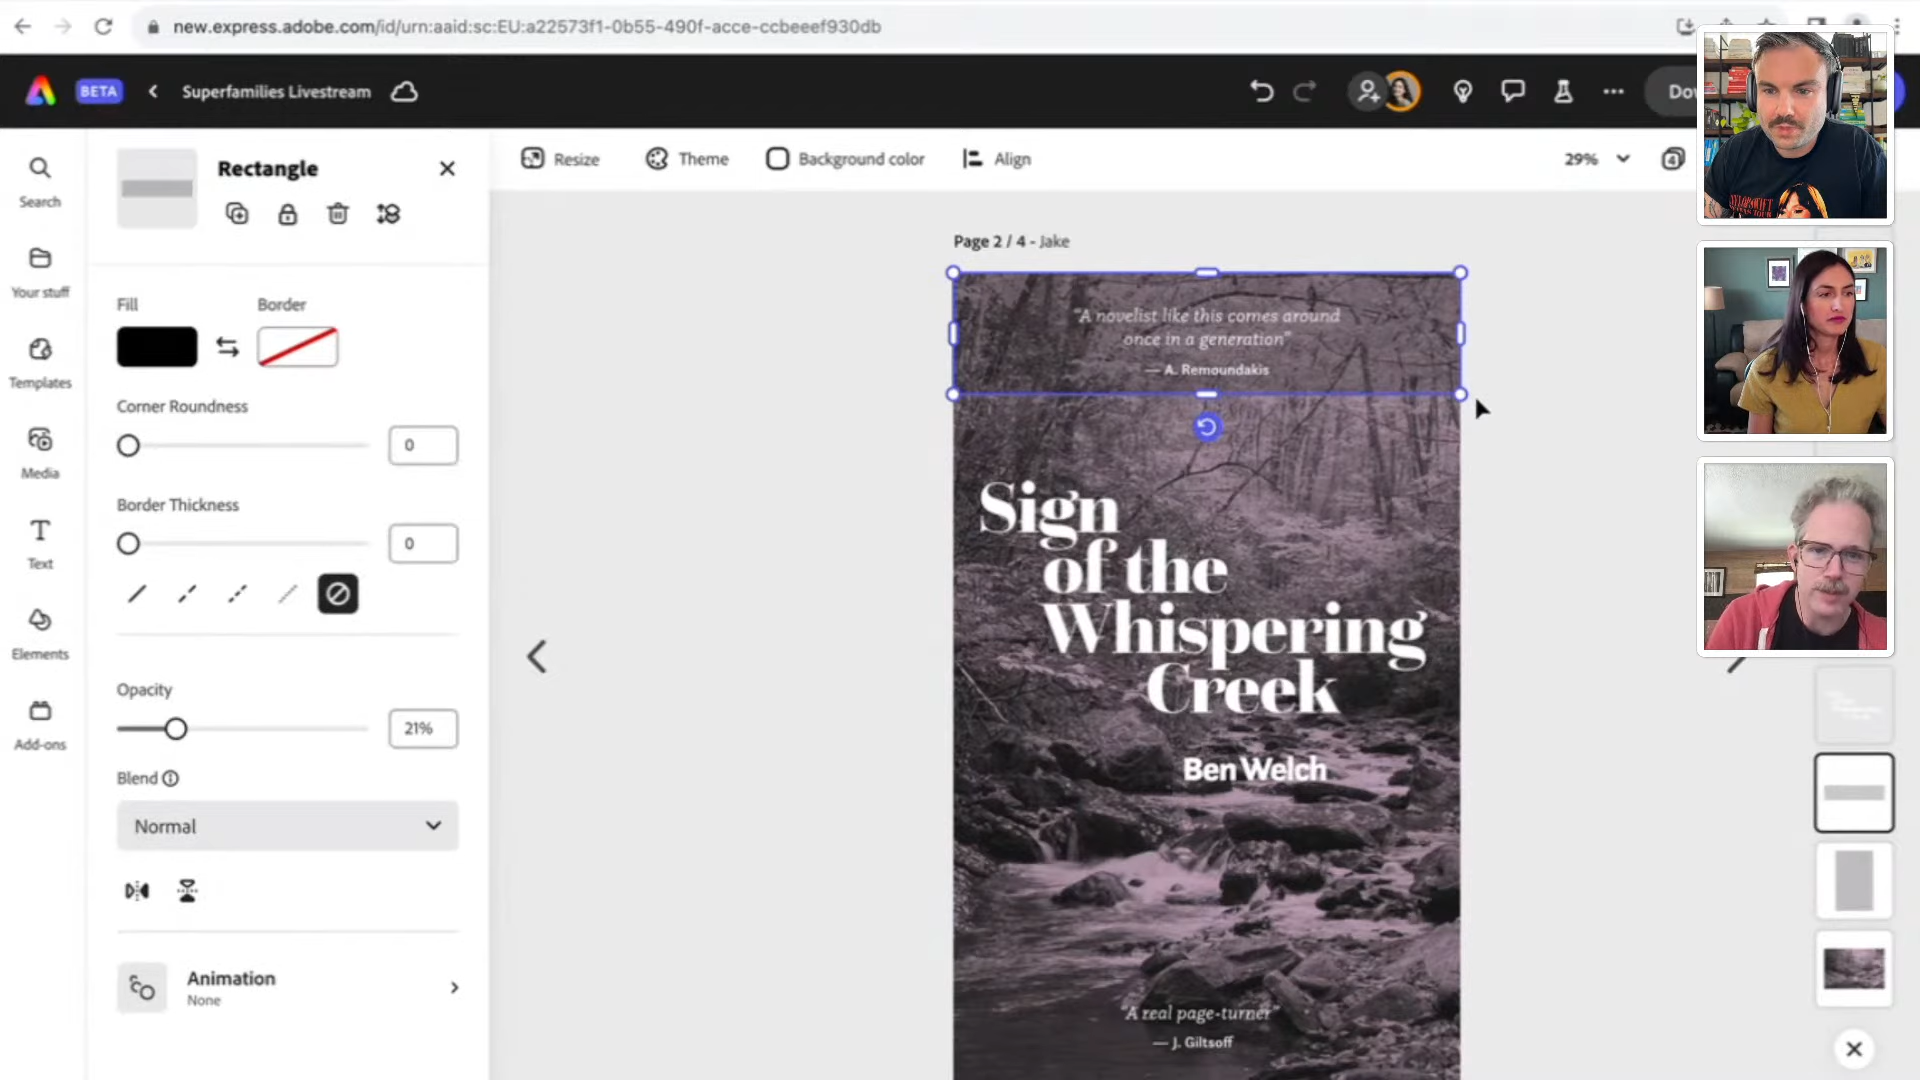 new.express.adobe.com/id/urn:aaid:sc:EU:a22573f1-0b55-490f-acce-ccbeeef930db
BETA
Superfamilies Livestream
Search
Your stuff
Templates
Media
Text
Elements
Add-ons
Rectangle
Fill
Border
Corner Roundness
0
Border Thickness
0
Opacity
21%
Blend
Normal
Animation
None
Resize
Theme
Background color
Align
29%
4
Page 2 / 4 - Jake
"A novelist like this comes around
once in a generation"
— A. Remoundakis
Sign
of the
Whispering
Creek
Ben Welch
"A real page-turner"
— J. Giltsoff